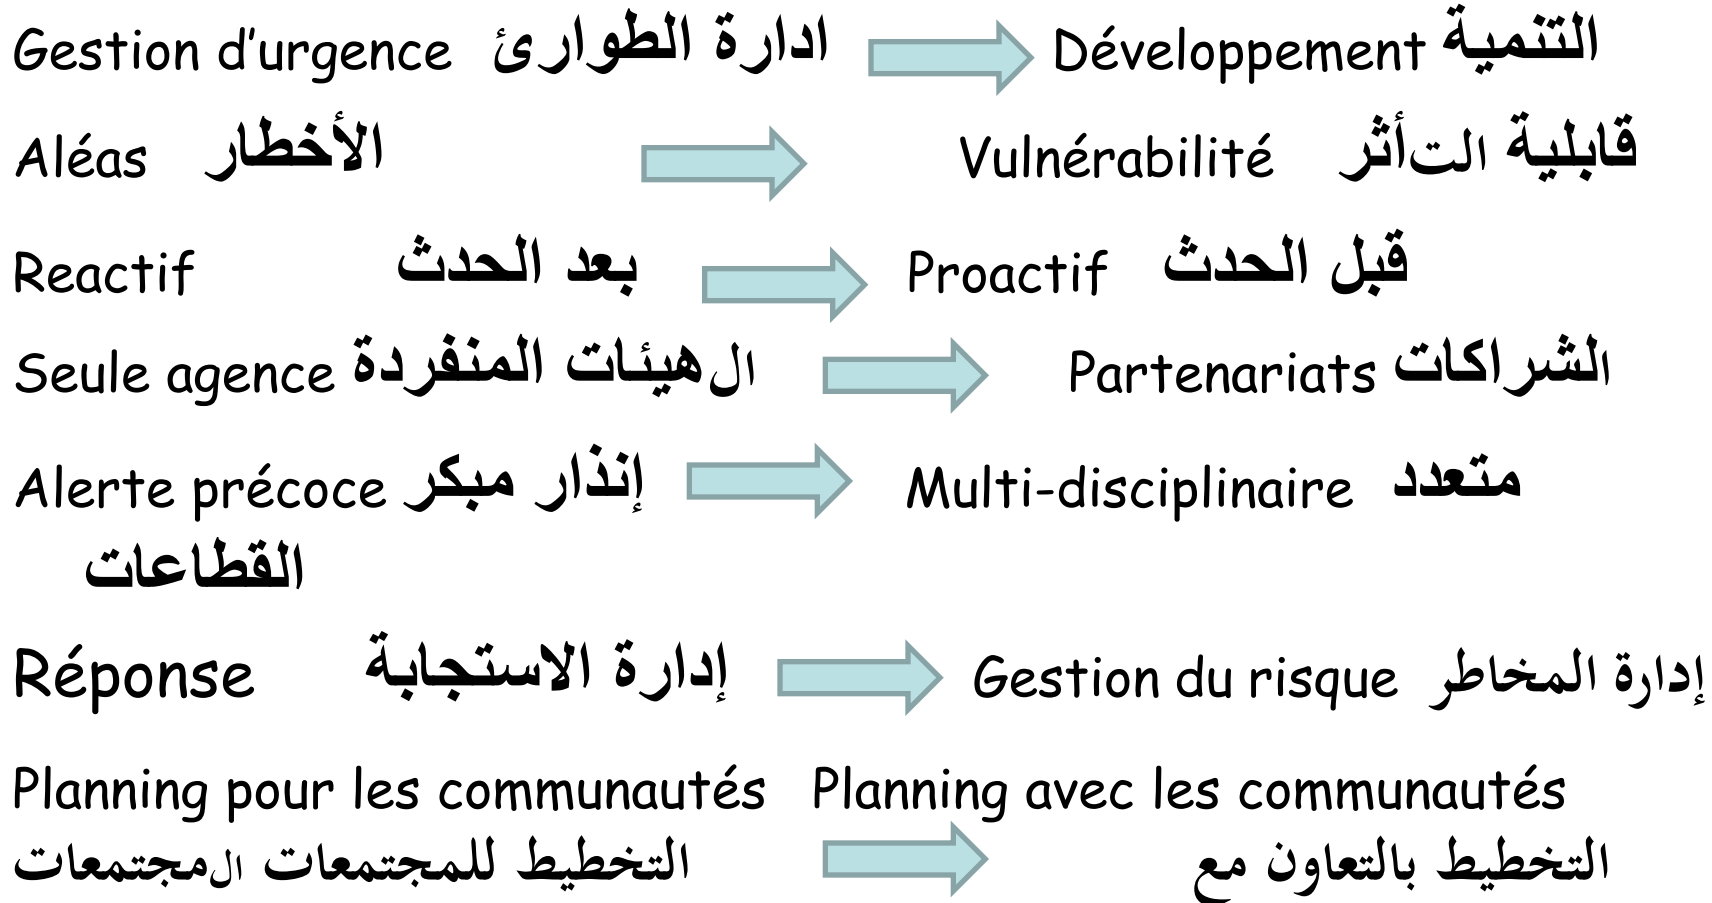 Gestion d’urgence ادارة الطوارئ Développement التنمية
Aléas الأخطار Vulnérabilité قابلية التأثر
Reactif بعد الحدث Proactif قبل الحدث
Seule agence الهيئات المنفردة Partenariats الشراكات
Alerte précoce إنذار مبكر Multi-disciplinaire متعدد
القطاعات
Réponse إدارة الاستجابة Gestion du risque إدارة المخاطر
Planning pour les communautés Planning avec les communautés
التخطيط للمجتمعات المجتمعات التخطيط بالتعاون مع